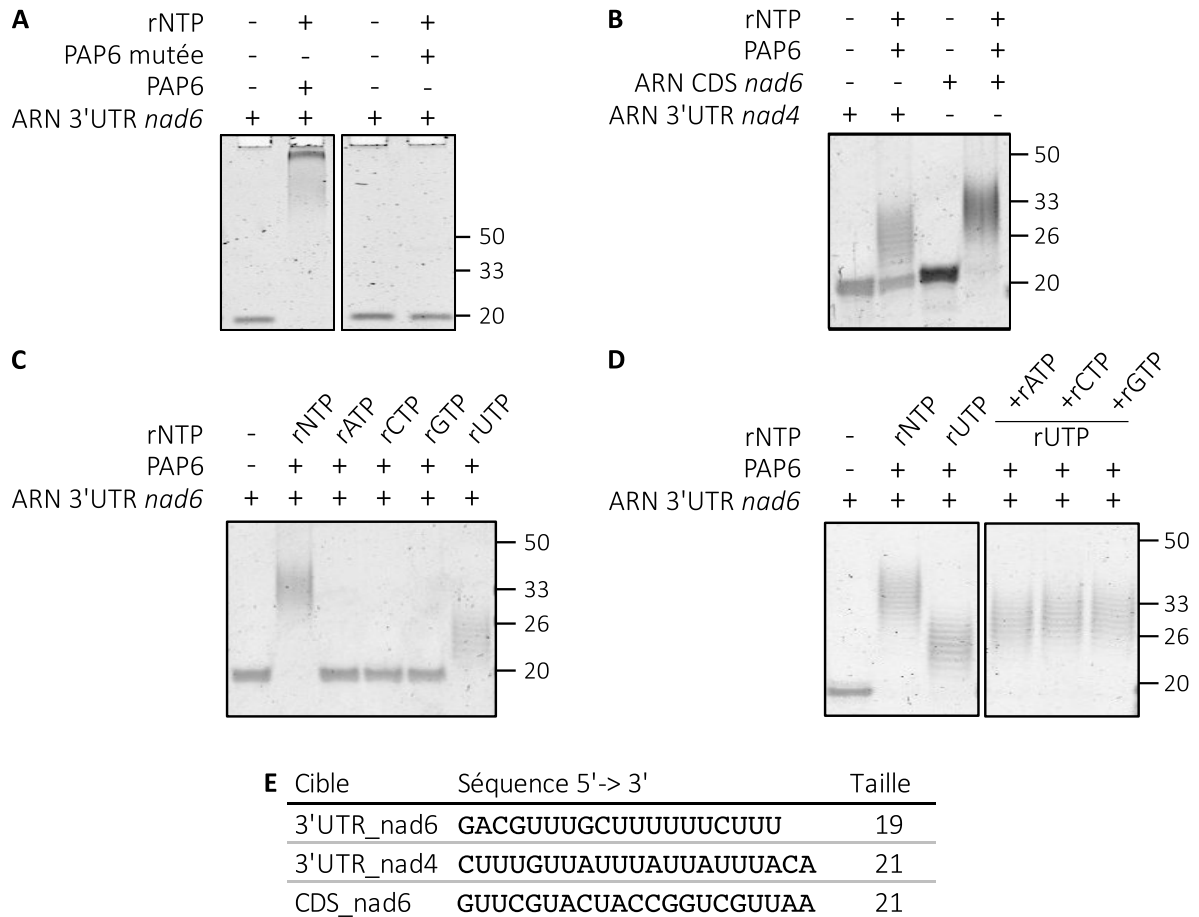 A
rNTP - + - +
PAP6 mutée - - - +
PAP6 - + - -
ARN 3'UTR nad6 + + + +
50
33
20
B
rNTP - + - +
PAP6 - + - +
ARN CDS nad6 - - + +
ARN 3'UTR nad4 + + - -
50
33
26
20
C
rNTP - rNTP rATP rCTP rGTP rUTP
PAP6 - + + + + +
ARN 3'UTR nad6 + + + + + +
50
33
26
20
D
+rATP +rCTP +rGTP
rNTP - rNTP rUTP rUTP
PAP6 - + + + + +
ARN 3'UTR nad6 + + + + + +
50
33
26
20
E Cible Séquence 5'-> 3' Taille
3'UTR_nad6 GACGUUUGCUUUUUUCUUU 19
3'UTR_nad4 CUUUGUUAUUUAUUAUUUACA 21
CDS_nad6 GUUCGUACUACCGGUCGUUAA 21